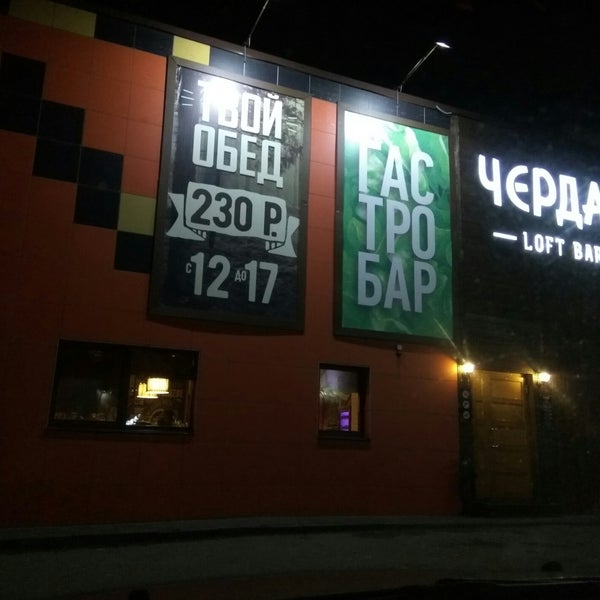 ТВОЙ
ОБЕД
230 Р.
с 12 до 17
ГАС
ТРО
БАР
ЧЕРДА
— LOFT BAR